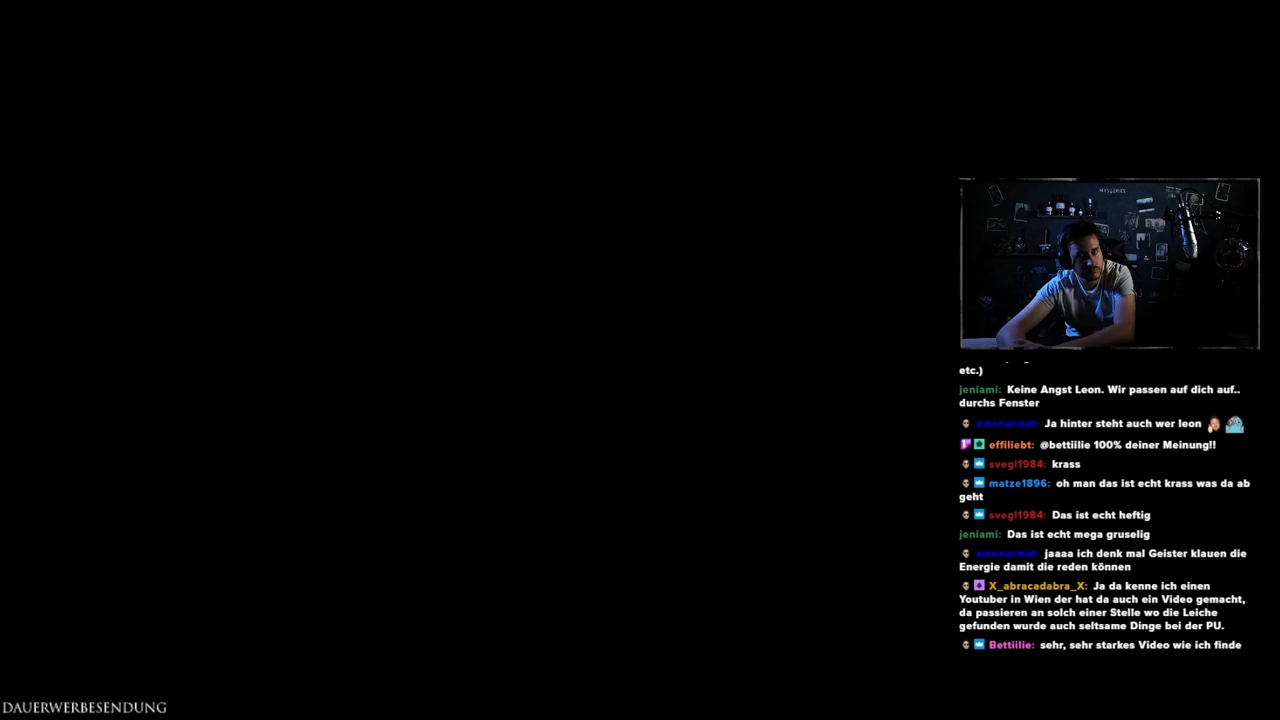 MYSTERIES
etc.)
jeniami: Keine Angst Leon. Wir passen auf dich auf..
durchs Fenster
amonarmat: Ja hinter steht auch wer leon
effiliebt: @bettiilie 100% deiner Meinung!!
svegl1984: krass
matze1896: oh man das ist echt krass was da ab
geht
svegl1984: Das ist echt heftig
jeniami: Das ist echt mega gruselig
amonarmat: jaaaa ich denk mal Geister klauen die
Energie damit die reden können
X_abracadabra_X: Ja da kenne ich einen
Youtuber in Wien der hat da auch ein Video gemacht,
da passieren an solch einer Stelle wo die Leiche
gefunden wurde auch seltsame Dinge bei der PU.
Bettiilie: sehr, sehr starkes Video wie ich finde
DAUERWERBESENDUNG